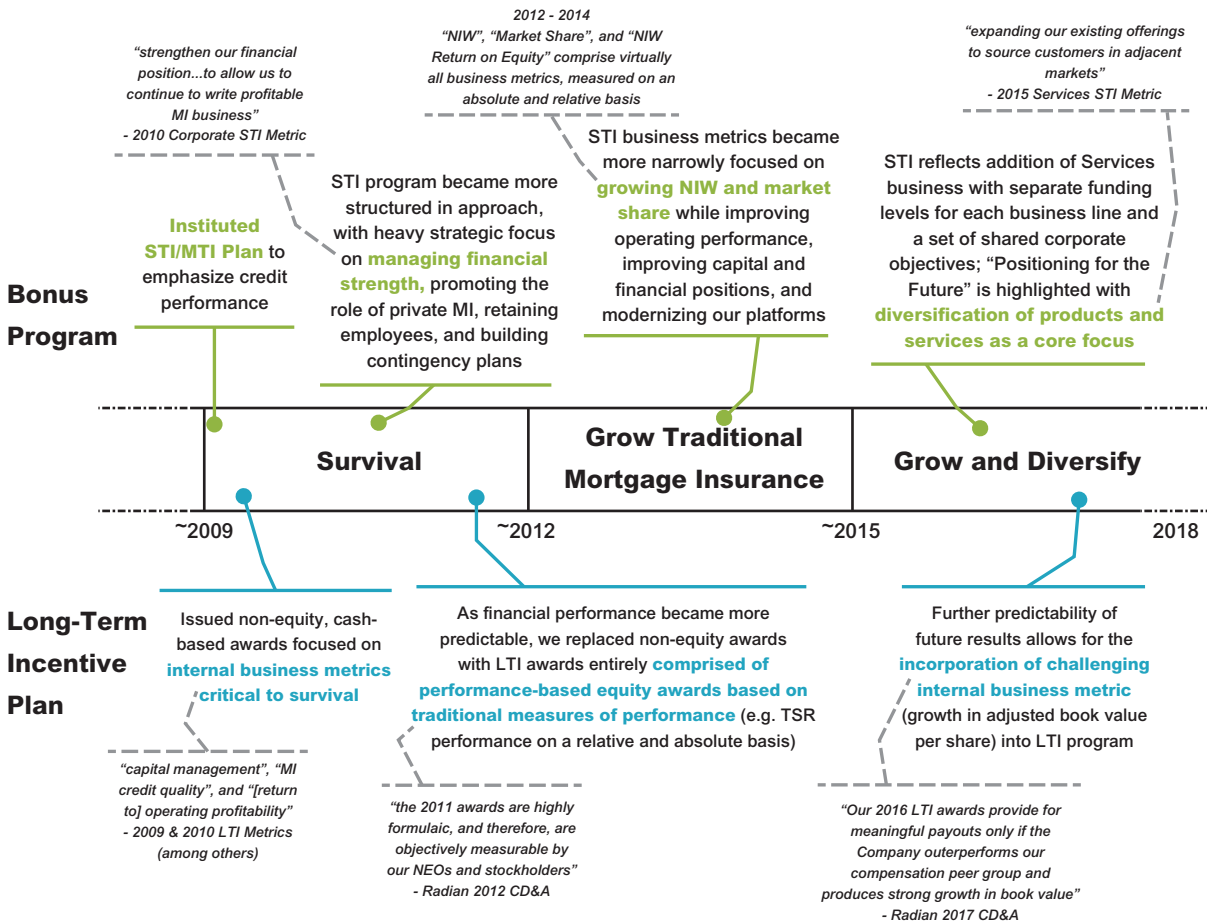 “strengthen our financial
position...to allow us to
continue to write profitable
MI business”
- 2010 Corporate STI Metric
2012 - 2014
“NIW”, “Market Share”, and “NIW
Return on Equity” comprise virtually
all business metrics, measured on an
absolute and relative basis
“expanding our existing offerings
to source customers in adjacent
markets”
- 2015 Services STI Metric
Bonus
Program
Instituted
STI/MTI Plan to
emphasize credit
performance
STI program became more
structured in approach,
with heavy strategic focus
on managing financial
strength, promoting the
role of private MI, retaining
employees, and building
contingency plans
STI business metrics became
more narrowly focused on
growing NIW and market
share while improving
operating performance,
improving capital and
financial positions, and
modernizing our platforms
STI reflects addition of Services
business with separate funding
levels for each business line and
a set of shared corporate
objectives; “Positioning for the
Future” is highlighted with
diversification of products and
services as a core focus
Survival
Grow Traditional
Mortgage Insurance
Grow and Diversify
~2009
~2012
~2015
2018
Long-Term
Incentive
Plan
Issued non-equity, cash-
based awards focused on
internal business metrics
critical to survival
As financial performance became more
predictable, we replaced non-equity awards
with LTI awards entirely comprised of
performance-based equity awards based on
traditional measures of performance (e.g. TSR
performance on a relative and absolute basis)
Further predictability of
future results allows for the
incorporation of challenging
internal business metric
(growth in adjusted book value
per share) into LTI program
“capital management”, “MI
credit quality”, and “[return
to] operating profitability”
- 2009 & 2010 LTI Metrics
(among others)
“the 2011 awards are highly
formulaic, and therefore, are
objectively measurable by
our NEOs and stockholders”
- Radian 2012 CD&A
“Our 2016 LTI awards provide for
meaningful payouts only if the
Company outerperforms our
compensation peer group and
produces strong growth in book value”
- Radian 2017 CD&A